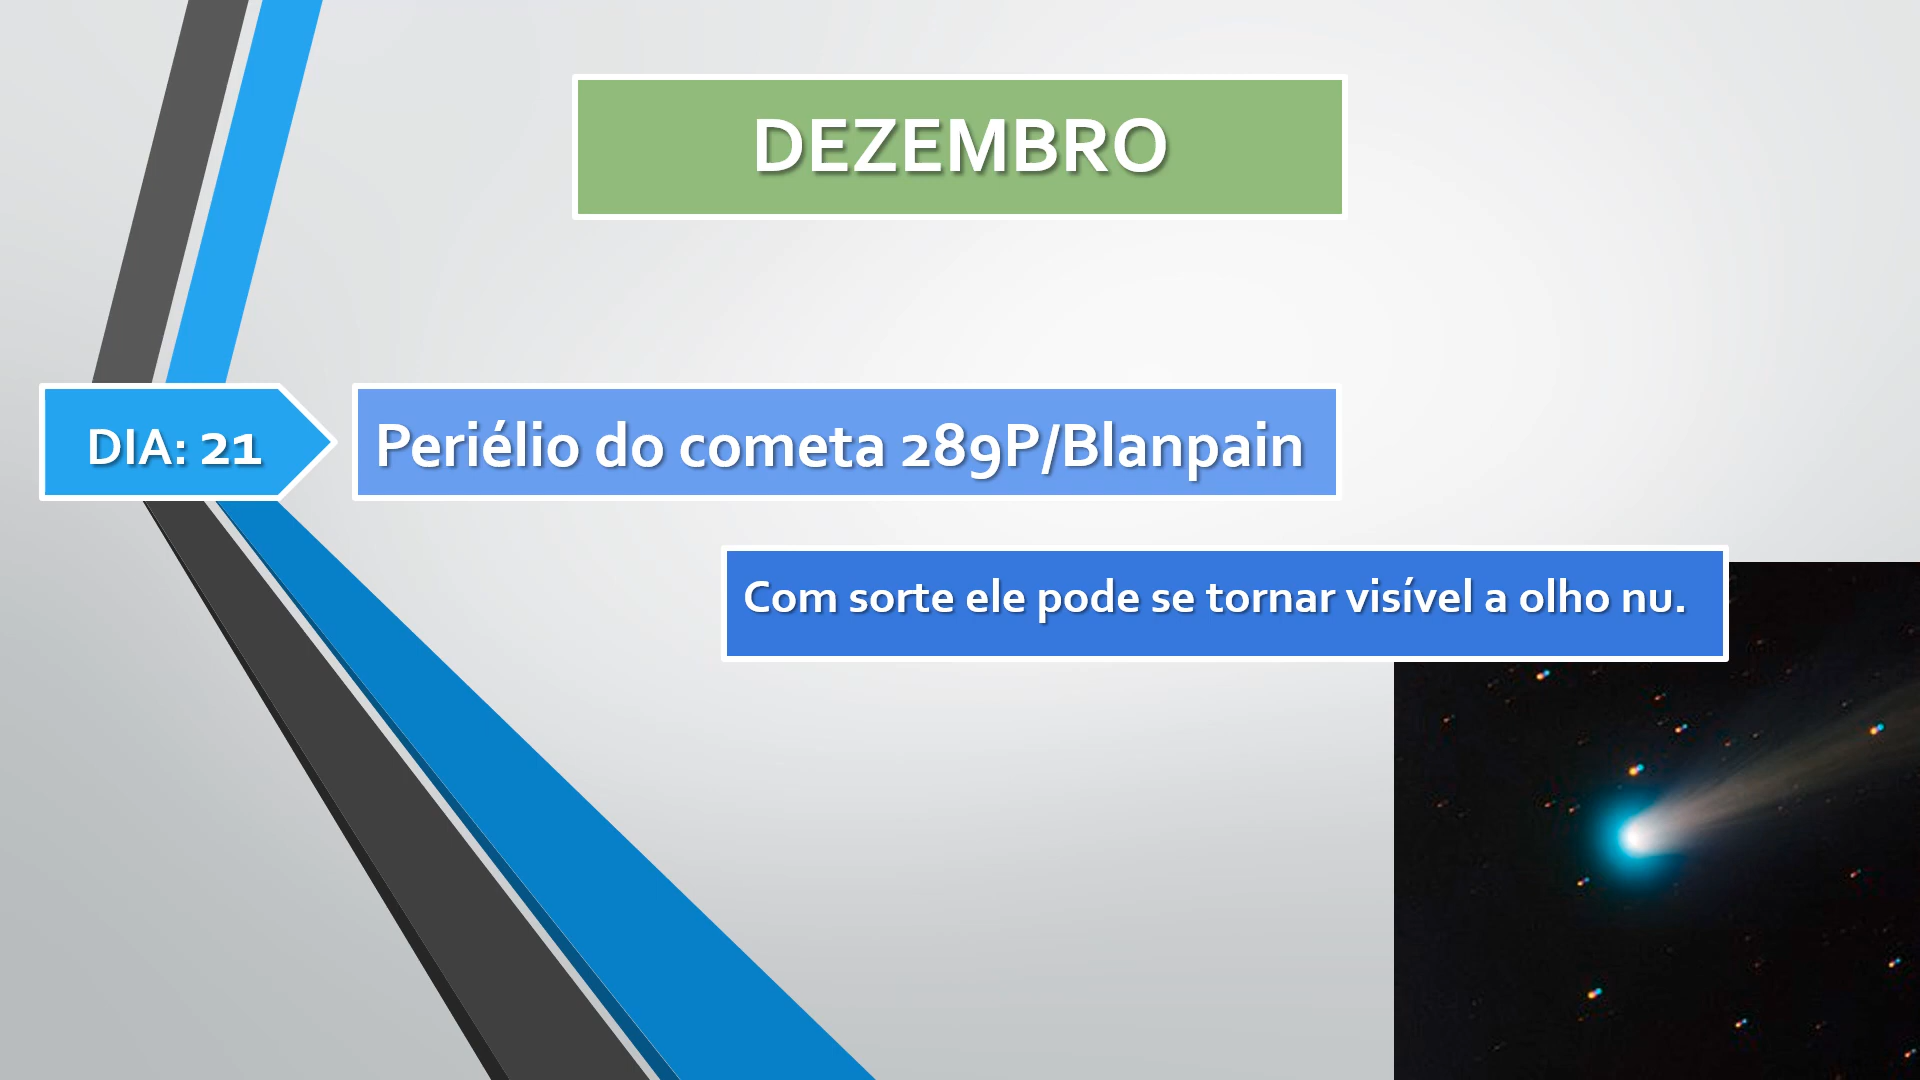 DEZEMBRO
DIA: 21
Periélio do cometa 289P/Blanpain
Com sorte ele pode se tornar visível a olho nu.